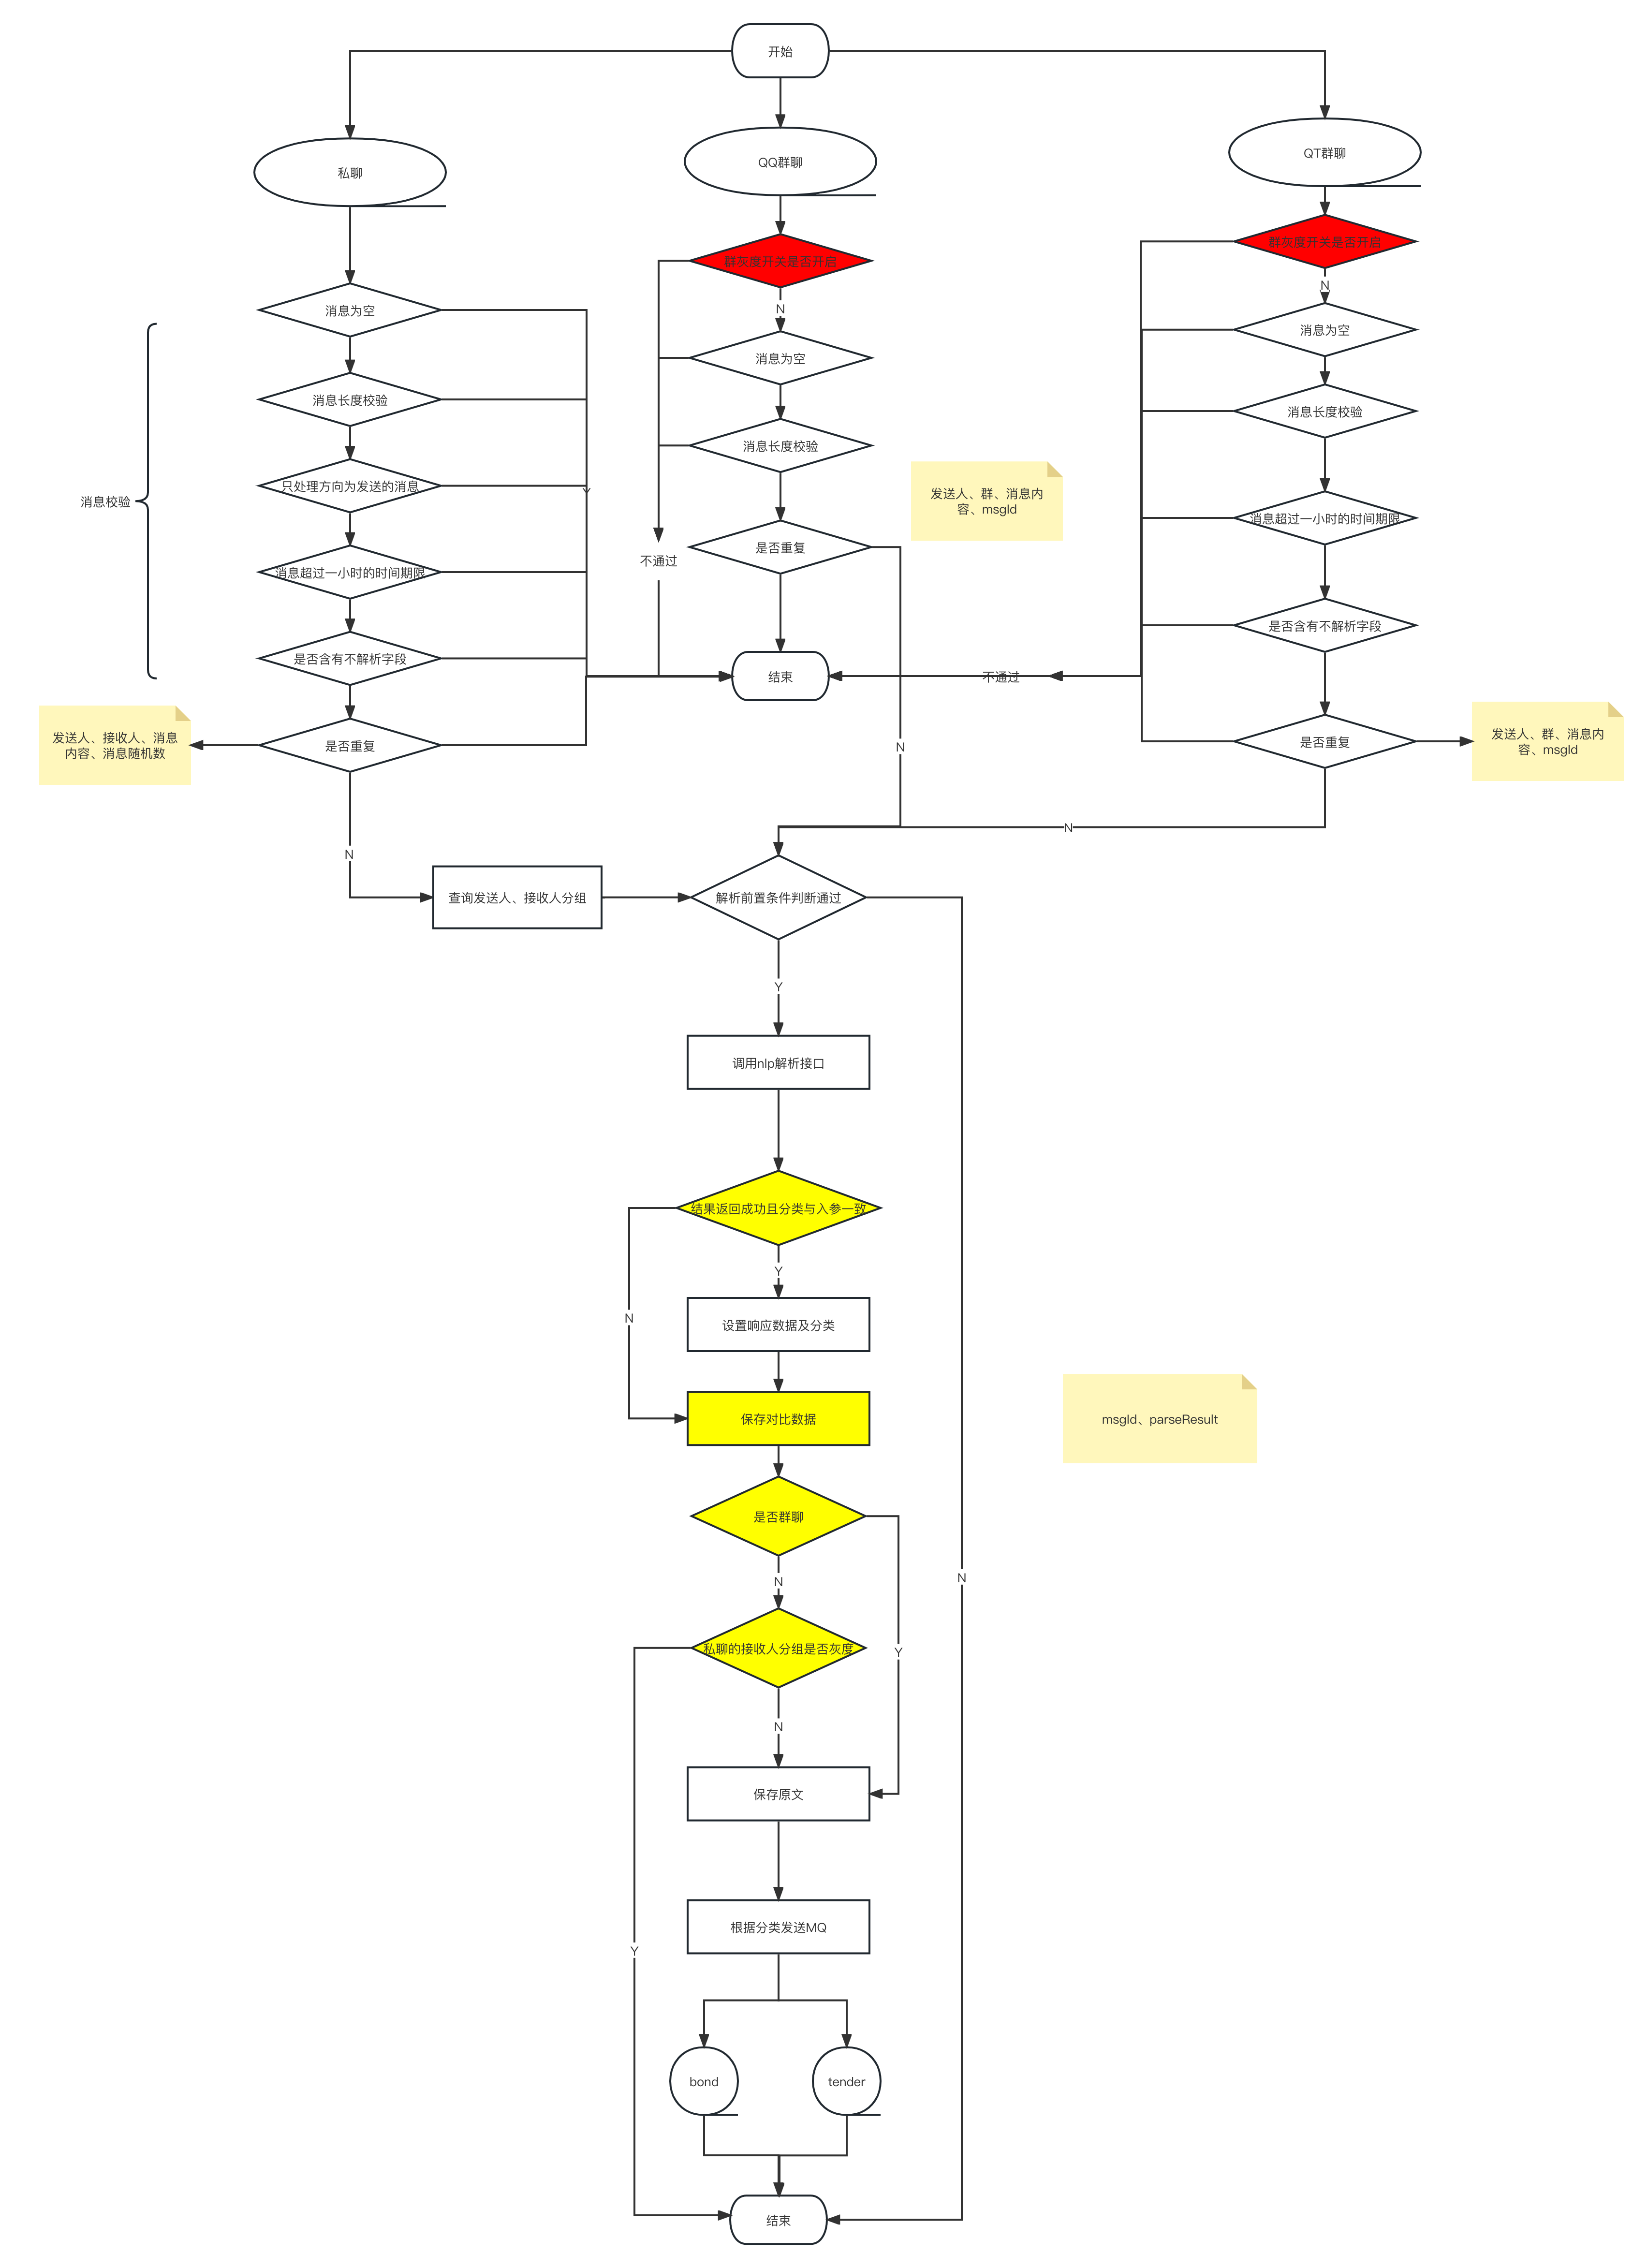 开始
私聊
QQ群聊
QT群聊
群灰度开关是否开启
群灰度开关是否开启
N
N
消息为空
消息为空
消息为空
消息长度校验
消息长度校验
消息长度校验
只处理方向为发送的消息
Y
消息校验
发送人、群、消息内
容、msgId
消息超过一小时的时间期限
不通过
是否重复
消息超过一小时的时间期限
是否含有不解析字段
是否含有不解析字段
结束
不通过
发送人、接收人、消息
内容、消息随机数
是否重复
N
是否重复
发送人、群、消息内
容、msgId
N
N
查询发送人、接收人分组
解析前置条件判断通过
Y
调用nlp解析接口
结果返回成功且分类与入参一致
Y
N
设置响应数据及分类
保存对比数据
msgId、parseResult
是否群聊
N
N
私聊的接收人分组是否灰度
Y
N
保存原文
根据分类发送MQ
Y
bond
tender
结束